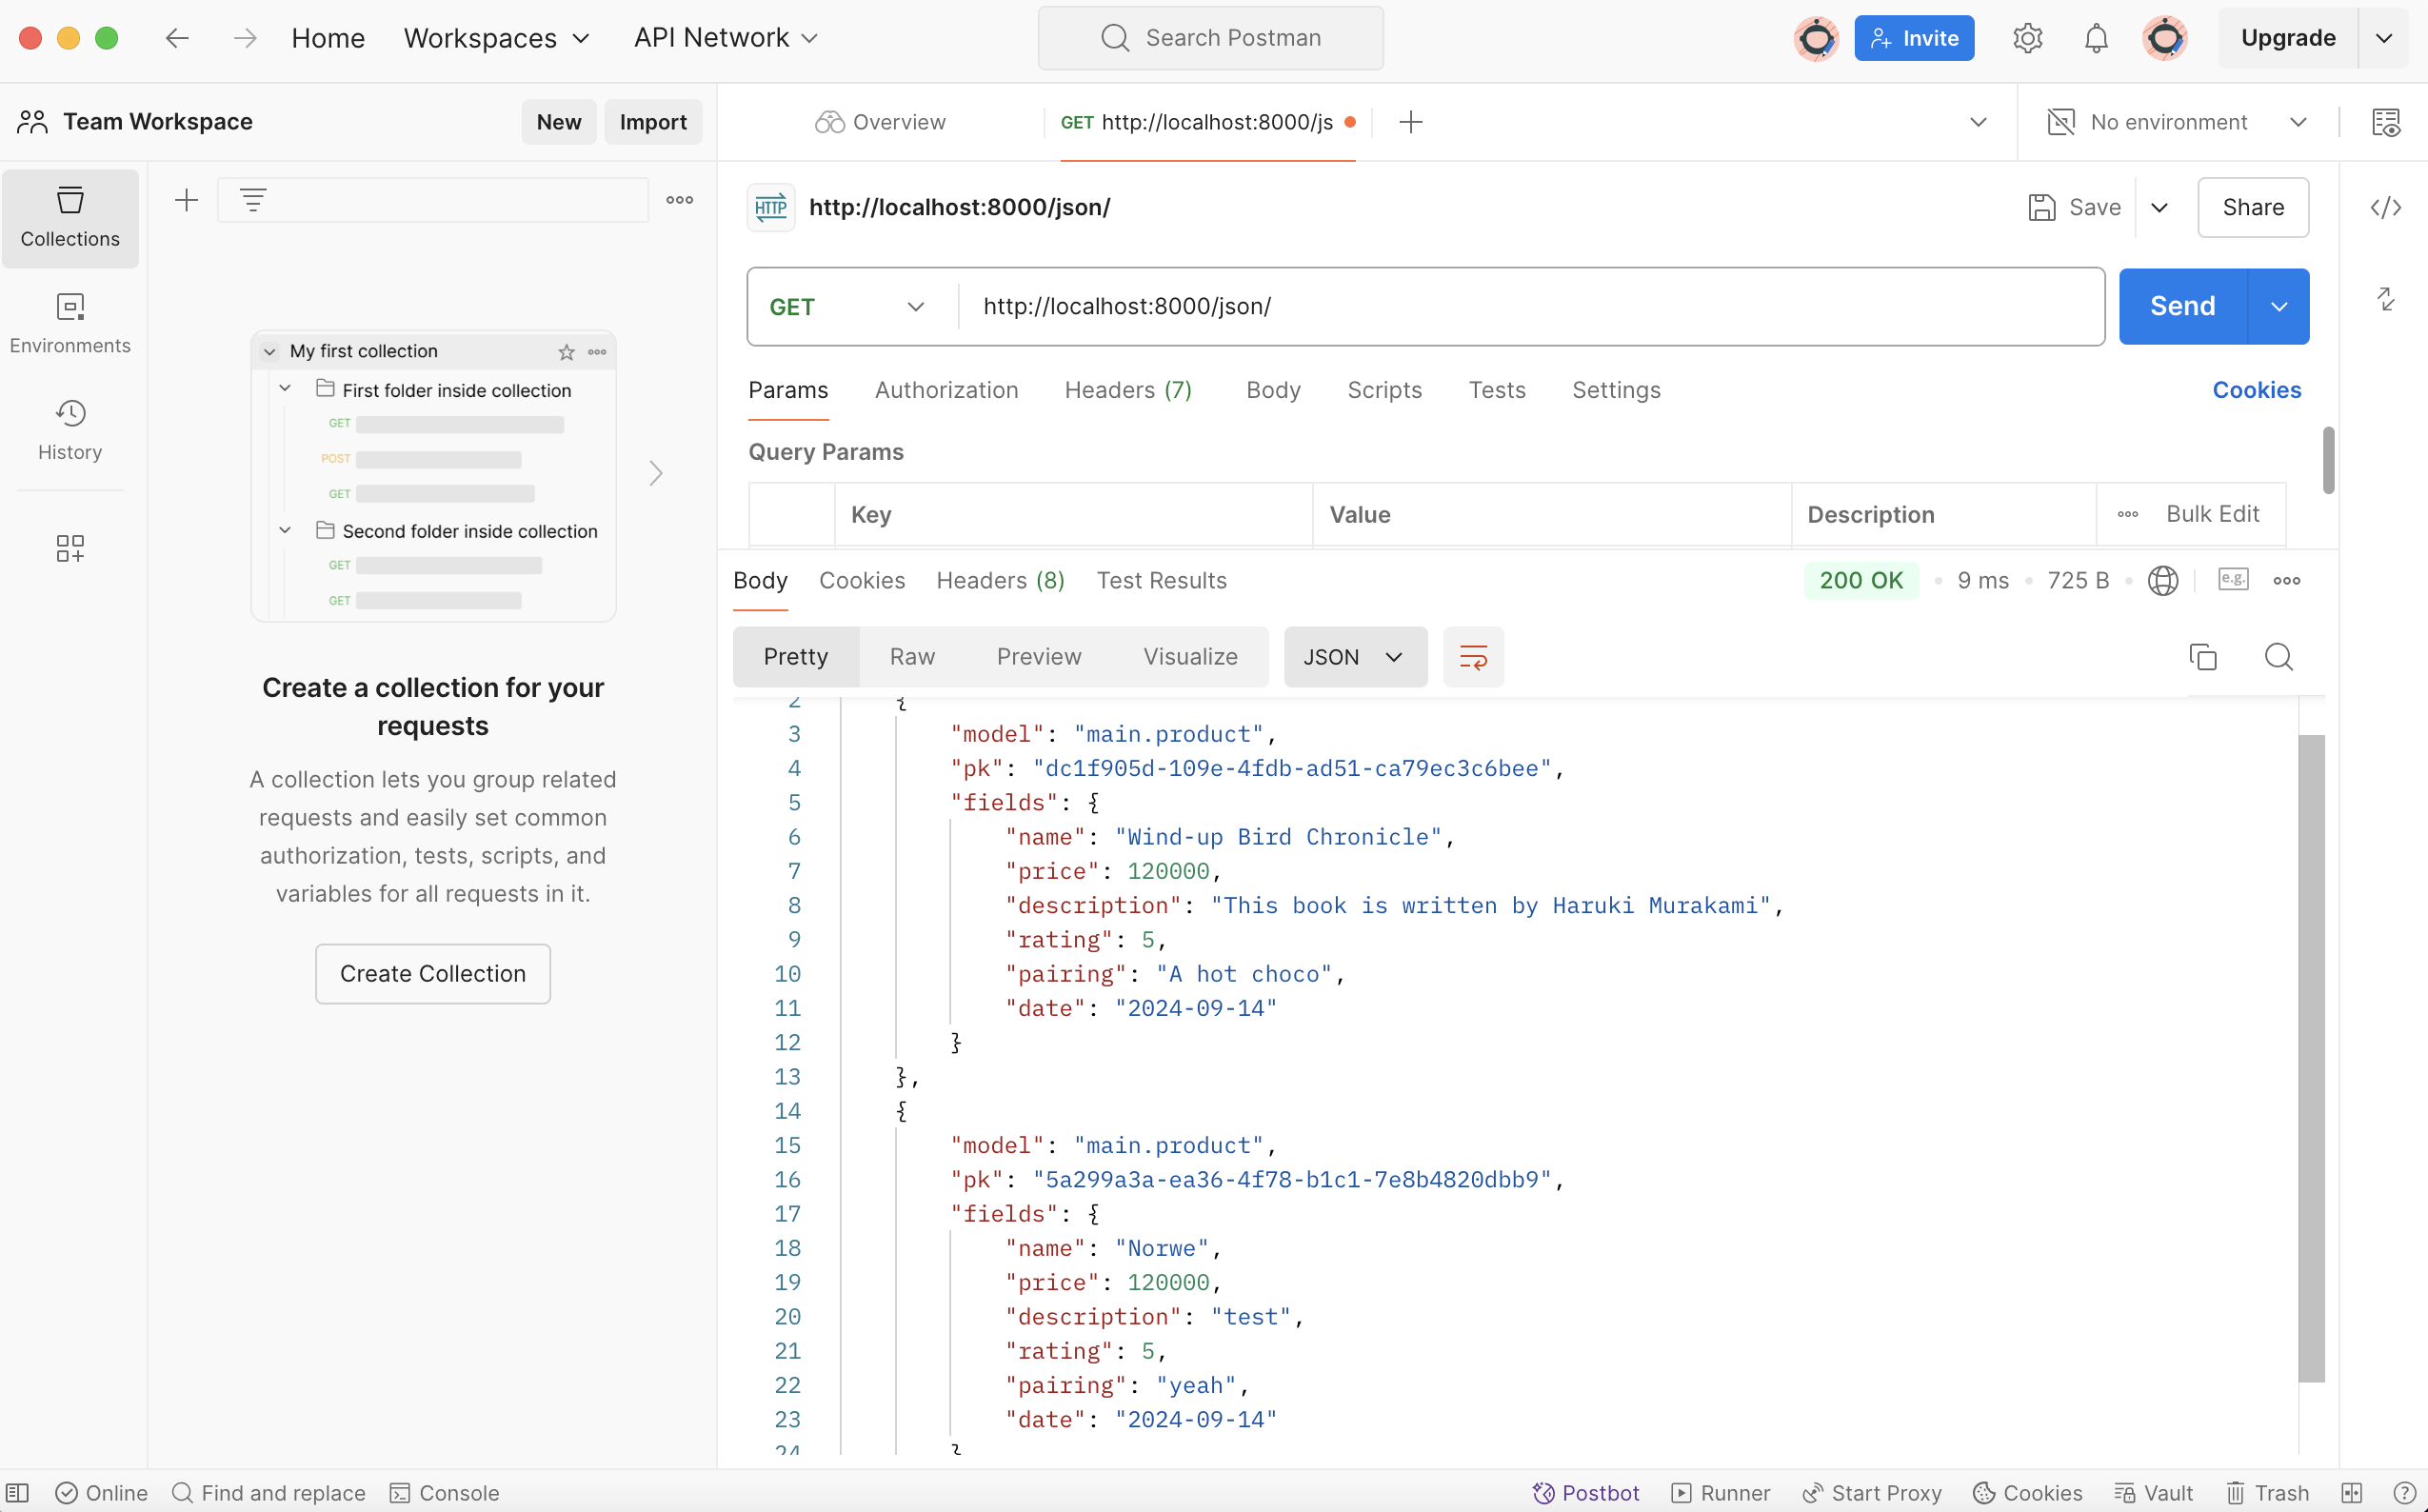 Home Workspaces API Network Search Postman Invite Upgrade
Team Workspace New Import
Overview GET http://localhost:8000/js No environment
Collections
Environments
History
My first collection
First folder inside collection
GET
POST
GET
Second folder inside collection
GET
GET
Create a collection for your
requests
A collection lets you group related
requests and easily set common
authorization, tests, scripts, and
variables for all requests in it.
Create Collection
HTTP http://localhost:8000/json/ Save Share
GET http://localhost:8000/json/ Send
Params Authorization Headers (7) Body Scripts Tests Settings Cookies
Query Params
Key Value Description Bulk Edit
Body Cookies Headers (8) Test Results 200 OK 9 ms 725 B e.g.
Pretty Raw Preview Visualize JSON
2 {
3 "model": "main.product",
4 "pk": "dc1f905d-109e-4fdb-ad51-ca79ec3c6bee",
5 "fields": {
6 "name": "Wind-up Bird Chronicle",
7 "price": 120000,
8 "description": "This book is written by Haruki Murakami",
9 "rating": 5,
10 "pairing": "A hot choco",
11 "date": "2024-09-14"
12 }
13 },
14 {
15 "model": "main.product",
16 "pk": "5a299a3a-ea36-4f78-b1c1-7e8b4820dbb9",
17 "fields": {
18 "name": "Norwe",
19 "price": 120000,
20 "description": "test",
21 "rating": 5,
22 "pairing": "yeah",
23 "date": "2024-09-14"
24 }
Online Find and replace Console Postbot Runner Start Proxy Cookies Vault Trash